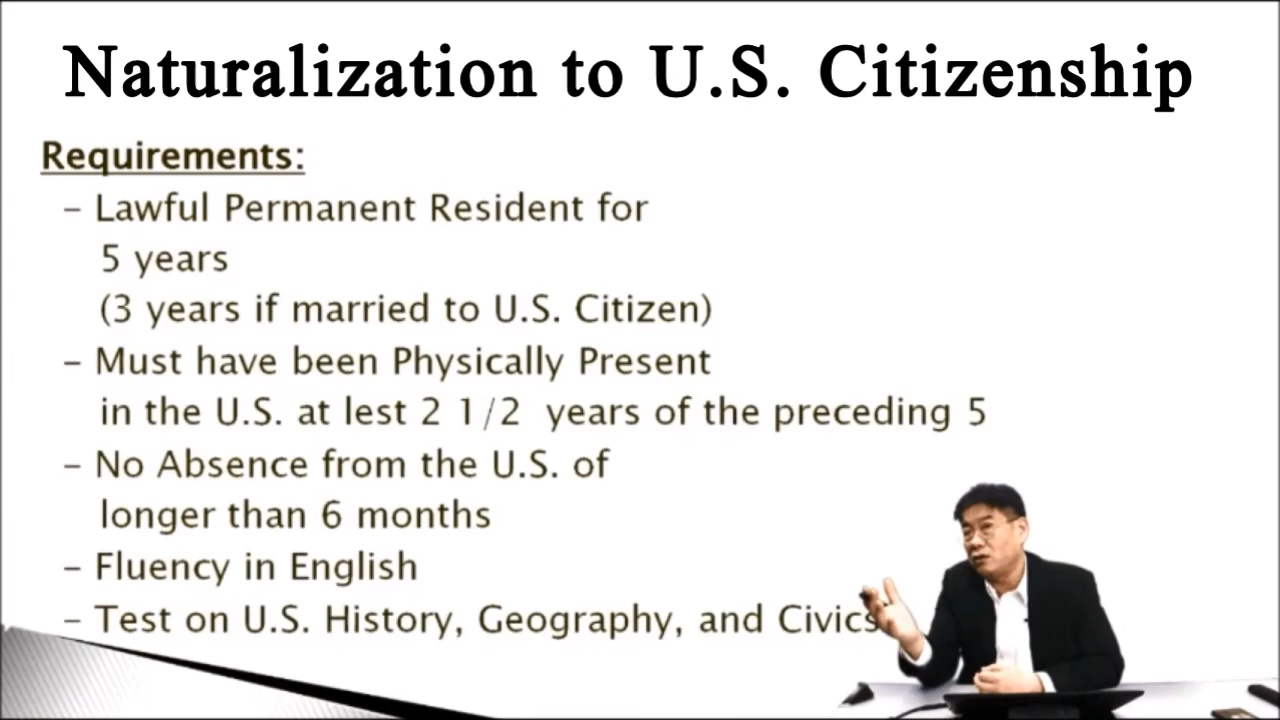 Naturalization to U.S. Citizenship
Requirements:
– Lawful Permanent Resident for
5 years
(3 years if married to U.S. Citizen)
– Must have been Physically Present
in the U.S. at lest 2 1/2 years of the preceding 5
– No Absence from the U.S. of
longer than 6 months
– Fluency in English
– Test on U.S. History, Geography, and Civics